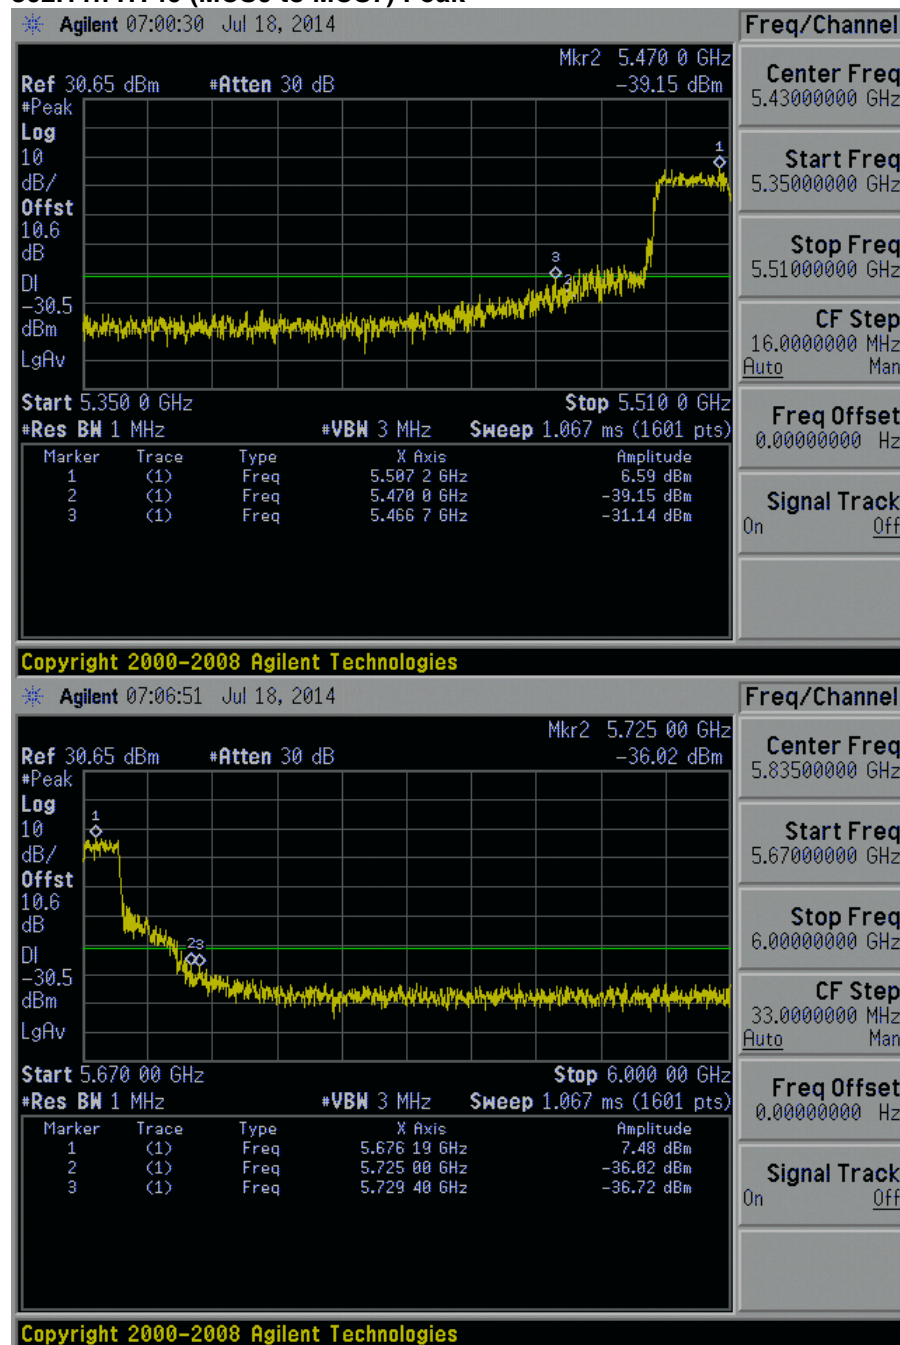 Agilent 07:00:30 Jul 18, 2014
Freq/Channel
Mkr2 5.470 0 GHz
Ref 30.65 dBm #Atten 30 dB -39.15 dBm
#Peak
Log
10
dB/
Offst
10.6
dB
DI
-30.5
dBm
LgAv
1
3
2
Start 5.350 0 GHz Stop 5.510 0 GHz
#Res BW 1 MHz #VBW 3 MHz Sweep 1.067 ms (1601 pts)
Marker Trace Type X Axis Amplitude
1 (1) Freq 5.507 2 GHz 6.59 dBm
2 (1) Freq 5.470 0 GHz -39.15 dBm
3 (1) Freq 5.466 7 GHz -31.14 dBm
Center Freq
5.43000000 GHz
Start Freq
5.35000000 GHz
Stop Freq
5.51000000 GHz
CF Step
16.0000000 MHz
Auto Man
Freq Offset
0.00000000 Hz
Signal Track
On Off
Copyright 2000-2008 Agilent Technologies
Agilent 07:06:51 Jul 18, 2014
Freq/Channel
Mkr2 5.725 00 GHz
Ref 30.65 dBm #Atten 30 dB -36.02 dBm
#Peak
Log
10
dB/
Offst
10.6
dB
DI
-30.5
dBm
LgAv
1
23
Start 5.670 00 GHz Stop 6.000 00 GHz
#Res BW 1 MHz #VBW 3 MHz Sweep 1.067 ms (1601 pts)
Marker Trace Type X Axis Amplitude
1 (1) Freq 5.676 19 GHz 7.48 dBm
2 (1) Freq 5.725 00 GHz -36.02 dBm
3 (1) Freq 5.729 40 GHz -36.72 dBm
Center Freq
5.83500000 GHz
Start Freq
5.67000000 GHz
Stop Freq
6.00000000 GHz
CF Step
33.0000000 MHz
Auto Man
Freq Offset
0.00000000 Hz
Signal Track
On Off
Copyright 2000-2008 Agilent Technologies